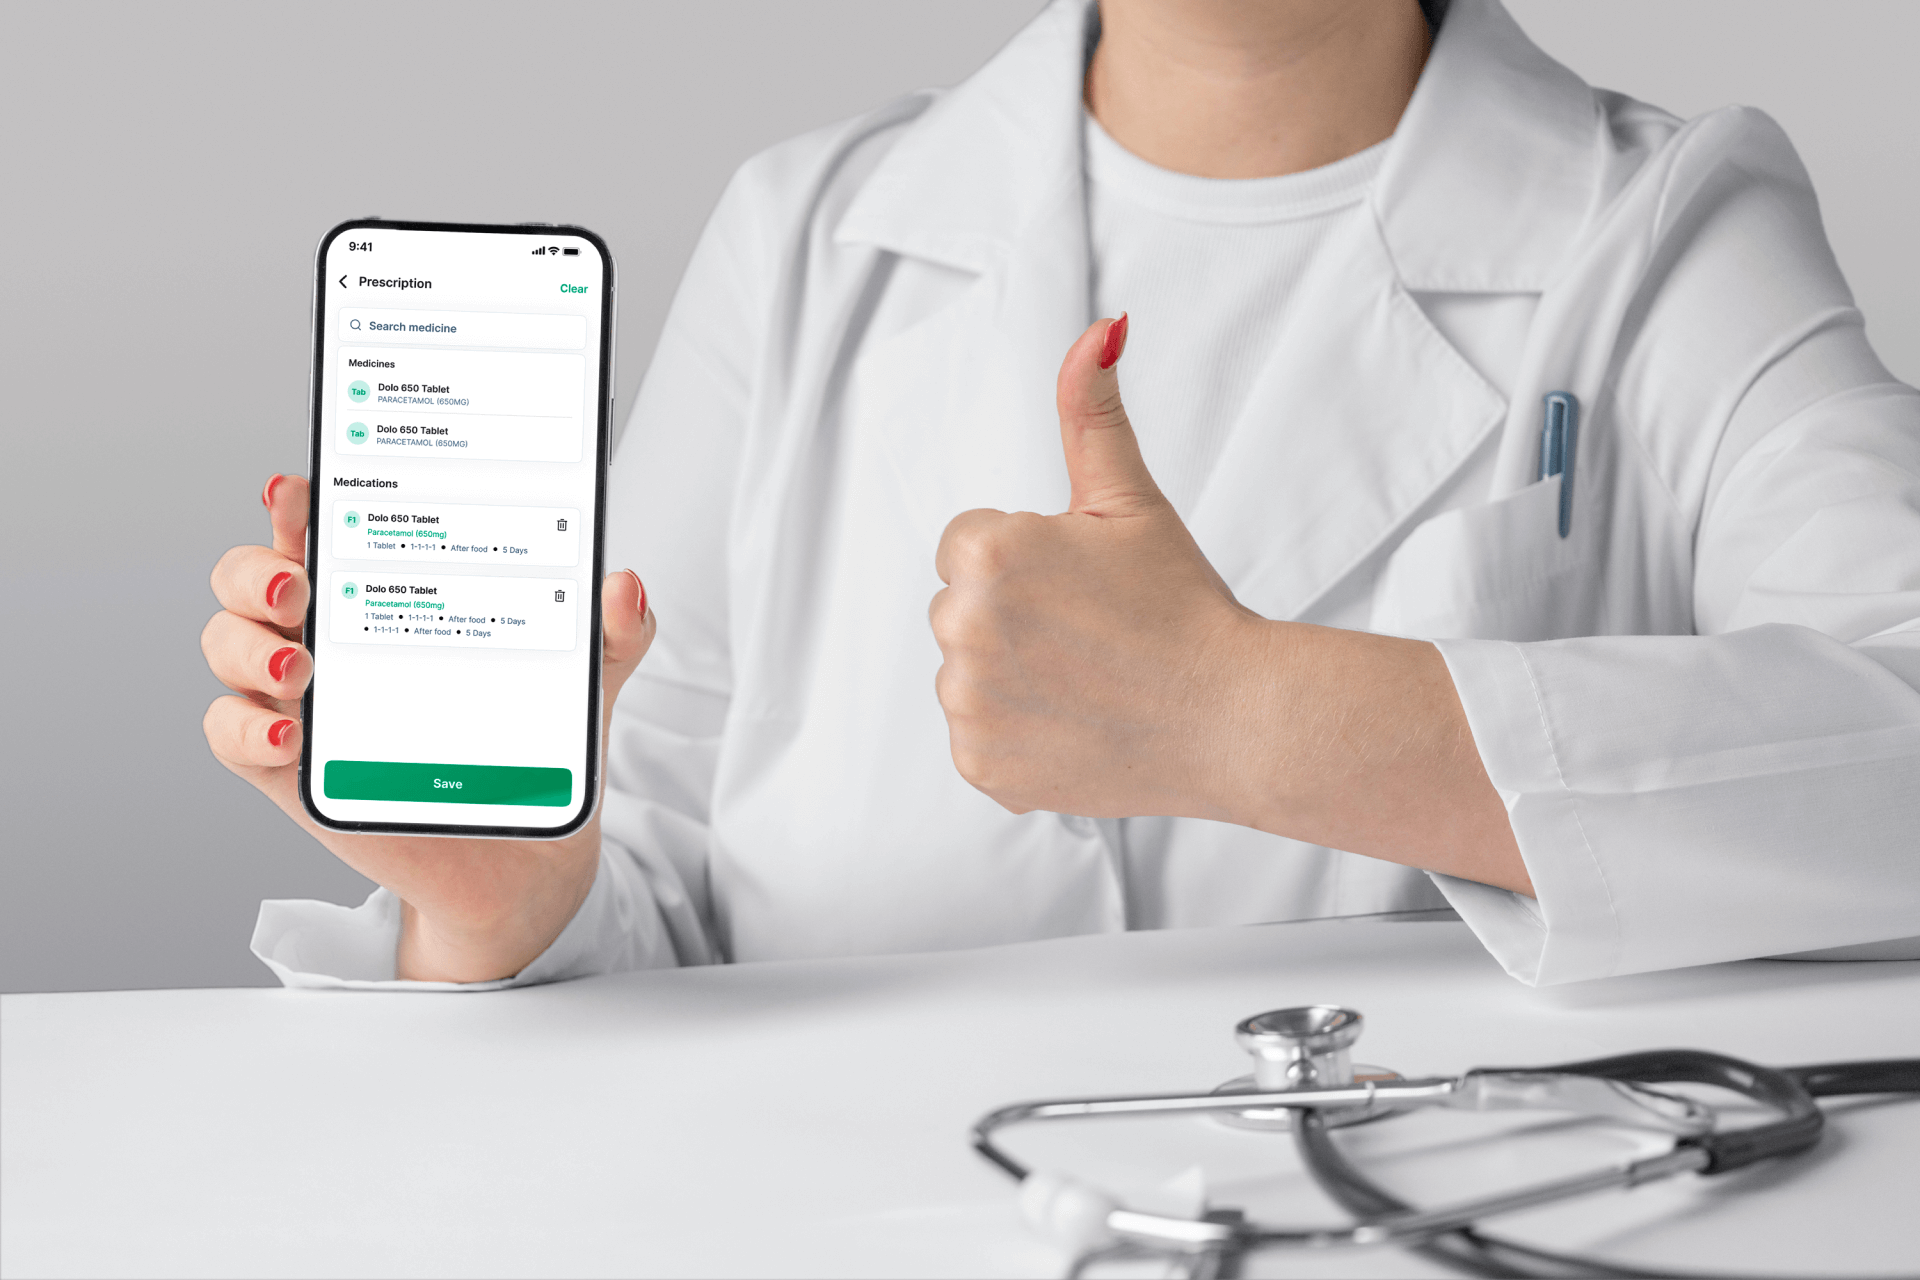 9:41
Prescription
Clear
Search medicine
Medicines
Tab
Dolo 650 Tablet
PARACETAMOL (650MG)
Tab
Dolo 650 Tablet
PARACETAMOL (650MG)
Medications
F1
Dolo 650 Tablet
Paracetamol (650mg)
1 Tablet • 1-1-1-1 • After food • 5 Days
F1
Dolo 650 Tablet
Paracetamol (650mg)
1 Tablet • 1-1-1-1 • After food • 5 Days
• 1-1-1-1 • After food • 5 Days
Save